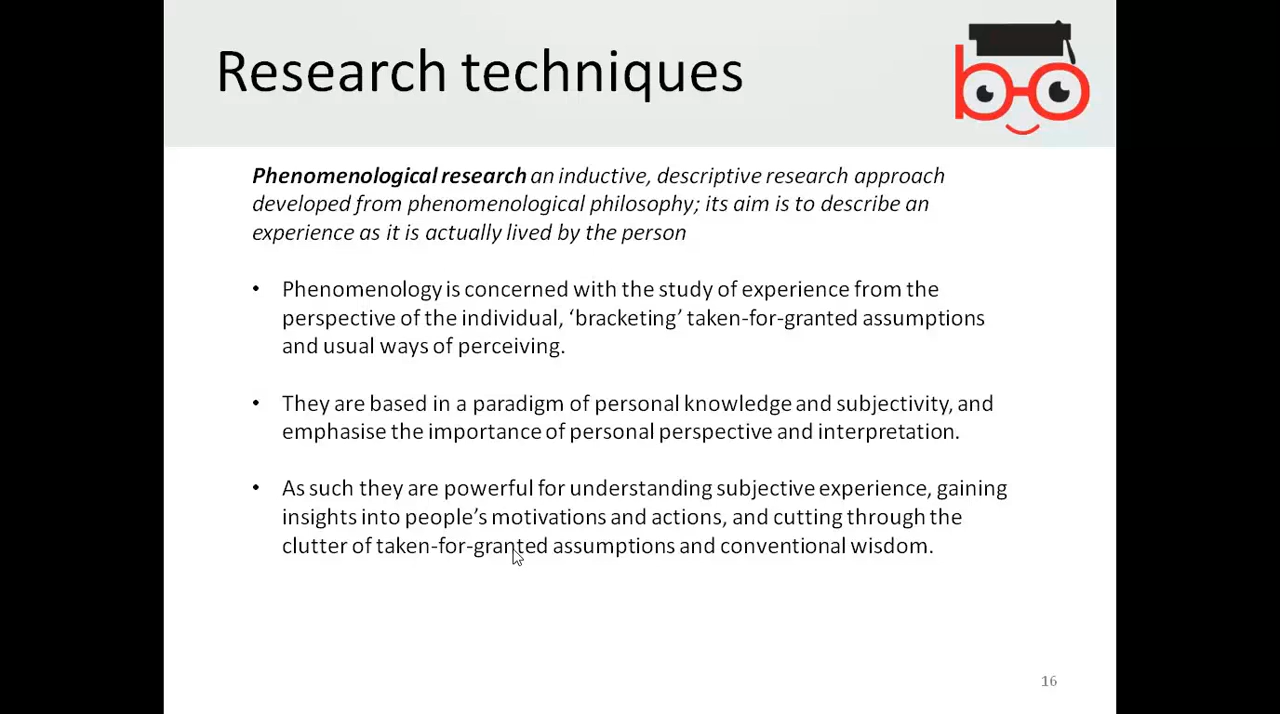 Research techniques
Phenomenological research an inductive, descriptive research approach
developed from phenomenological philosophy; its aim is to describe an
experience as it is actually lived by the person
• Phenomenology is concerned with the study of experience from the
perspective of the individual, ‘bracketing’ taken-for-granted assumptions
and usual ways of perceiving.
• They are based in a paradigm of personal knowledge and subjectivity, and
emphasise the importance of personal perspective and interpretation.
• As such they are powerful for understanding subjective experience, gaining
insights into people’s motivations and actions, and cutting through the
clutter of taken-for-granted assumptions and conventional wisdom.
16